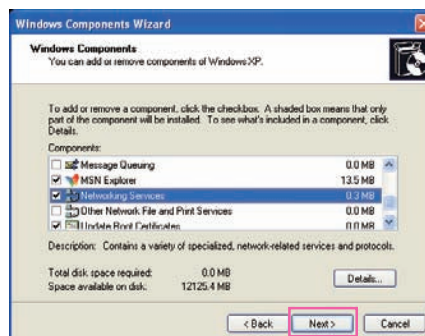 Windows Components Wizard
Windows Components
You can add or remove components of Windows XP.
To add or remove a component, click the checkbox. A shaded box means that only
part of the component will be installed. To see what's included in a component, click
Details.
Components:
Message Queuing 0.0 MB
MSN Explorer 13.5 MB
Networking Services 0.3 MB
Other Network File and Print Services 0.0 MB
Update Root Certificates 0.0 MB
Description: Contains a variety of specialized, network-related services and protocols.
Total disk space required: 0.0 MB
Space available on disk: 12125.4 MB
Details...
< Back Next > Cancel